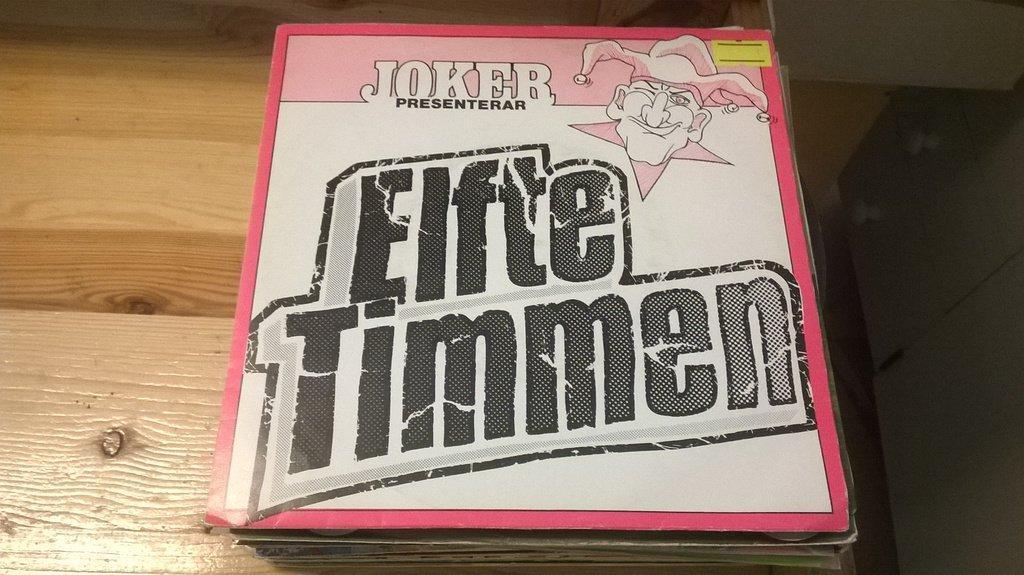 JOKER
PRESENTERAR
Elfte
Timmen